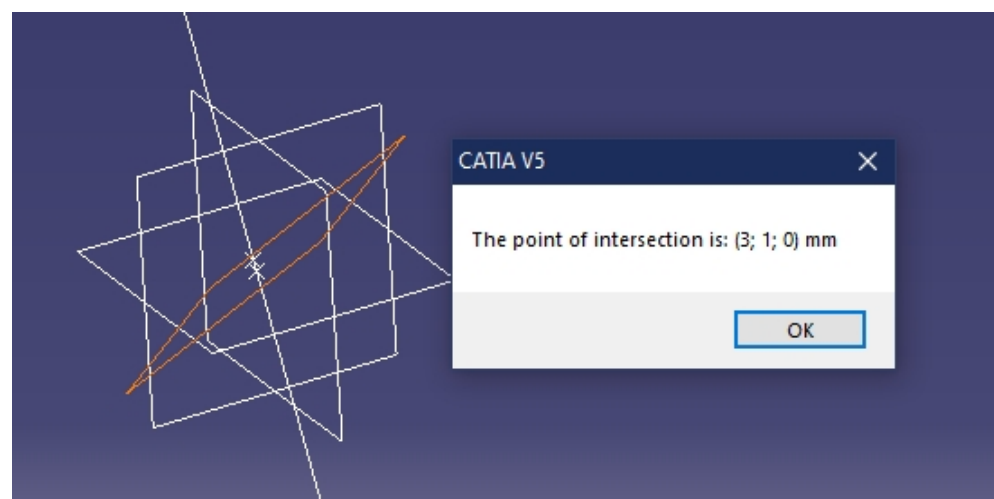 CATIA V5
The point of intersection is: (3; 1; 0) mm
OK